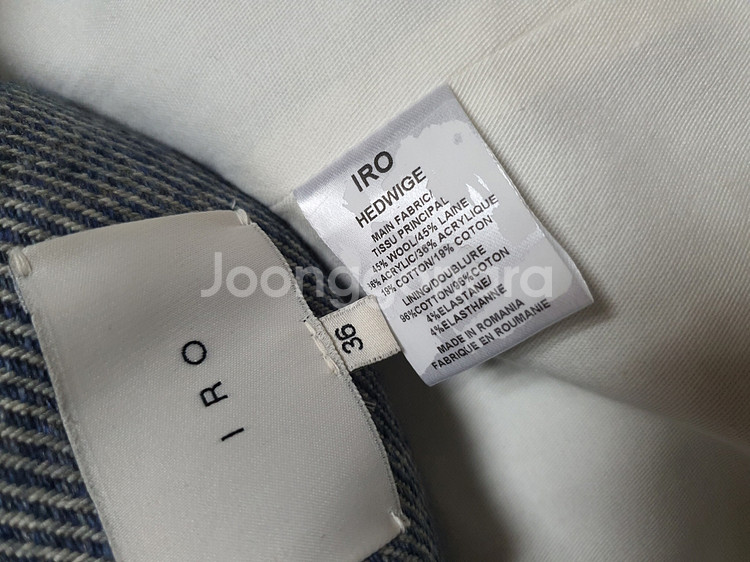 IRO
HEDWIGE
MAIN FABRIC/
TISSU PRINCIPAL
45% WOOL/45% LAINE
36% ACRYLIC/36% ACRYLIQUE
19% COTTON/19% COTON
LINING/DOUBLURE
96%COTTON/96%COTON
4%ELASTANE/
4%ELASTHANNE
MADE IN ROMANIA
FABRIQUE EN ROUMANIE
36
IRO